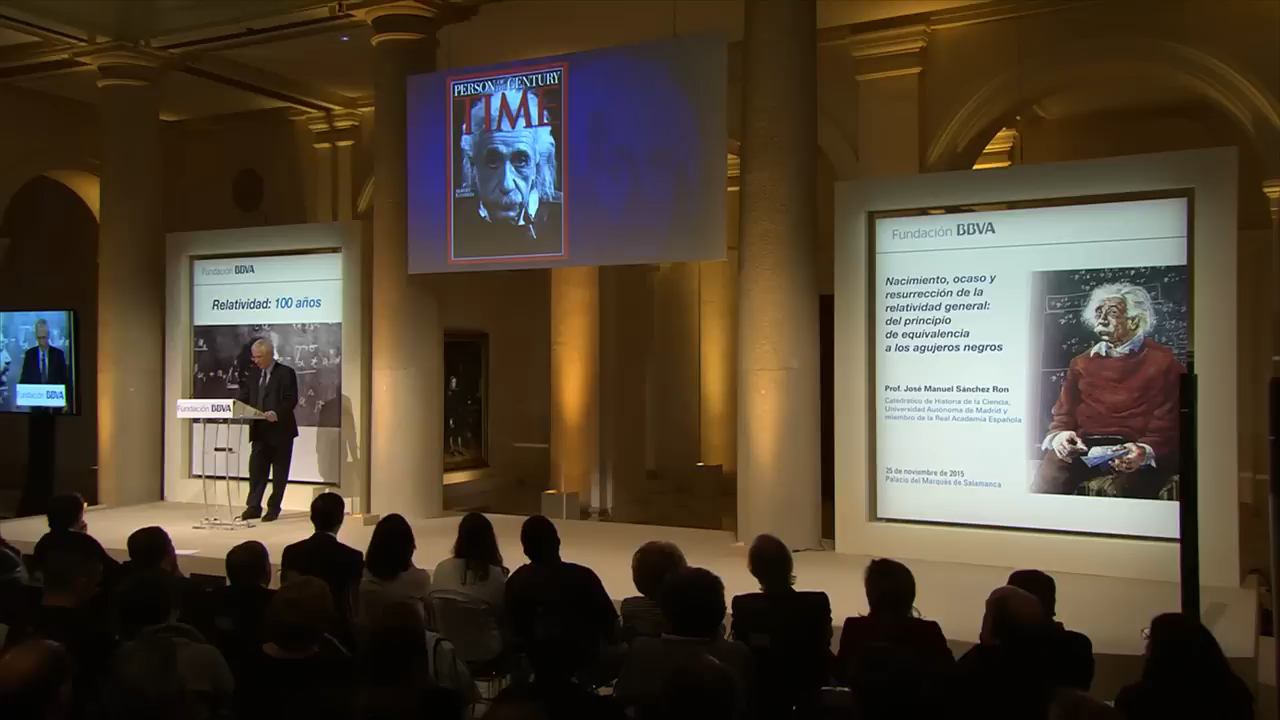 PERSON OF THE CENTURY
TIME
Fundación BBVA
Relatividad: 100 años
Fundación BBVA
Fundación BBVA
Fundación BBVA
Nacimiento, ocaso y
resurrección de la
relatividad general:
del principio
de equivalencia
a los agujeros negros
Prof. José Manuel Sánchez Ron
Catedrático de Historia de la Ciencia,
Universidad Autónoma de Madrid y
miembro de la Real Academia Española
25 de noviembre de 2015
Palacio del Marqués de Salamanca